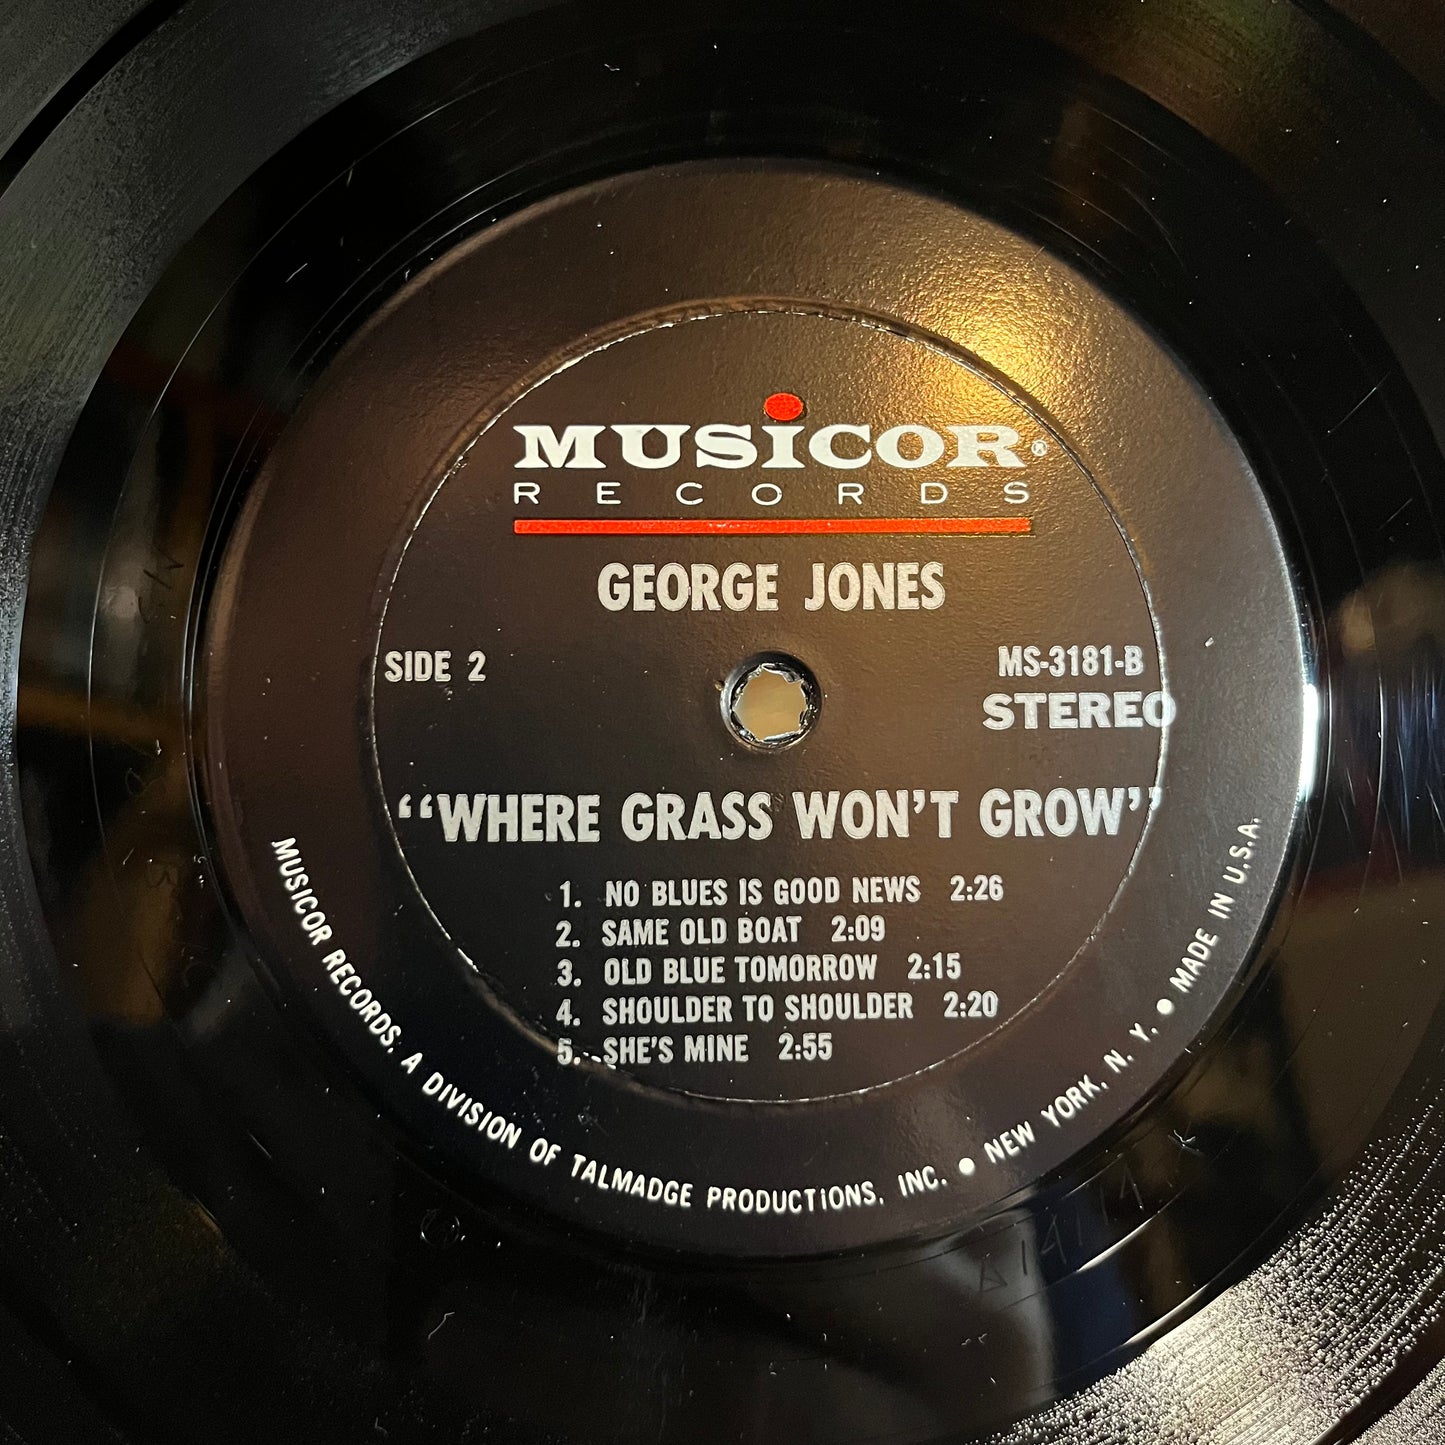 MUSiCOR®
RECORDS
GEORGE JONES
SIDE 2
MS-3181-B
STEREO
“WHERE GRASS WON’T GROW”
1. NO BLUES IS GOOD NEWS 2:26
2. SAME OLD BOAT 2:09
3. OLD BLUE TOMORROW 2:15
4. SHOULDER TO SHOULDER 2:20
5. SHE'S MINE 2:55
MUSICOR RECORDS, A DIVISION OF TALMADGE PRODUCTIONS, INC. ● NEW YORK, N. Y. ● MADE IN U.S.A.